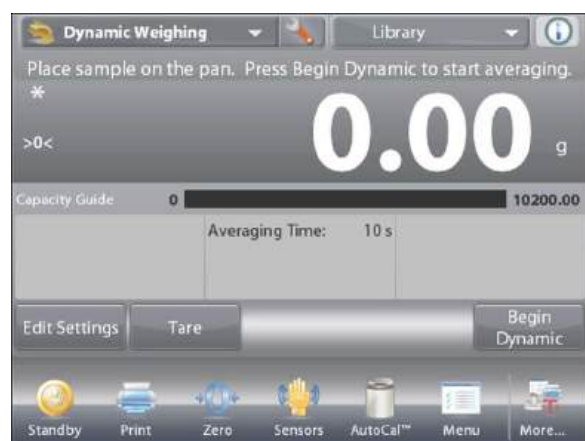 Dynamic Weighing Library
Place sample on the pan. Press Begin Dynamic to start averaging.
*
>0< 0.00 g
Capacity Guide 0 10200.00
Averaging Time: 10 s
Edit Settings Tare Begin Dynamic
Standby Print Zero Sensors AutoCal™ Menu More...